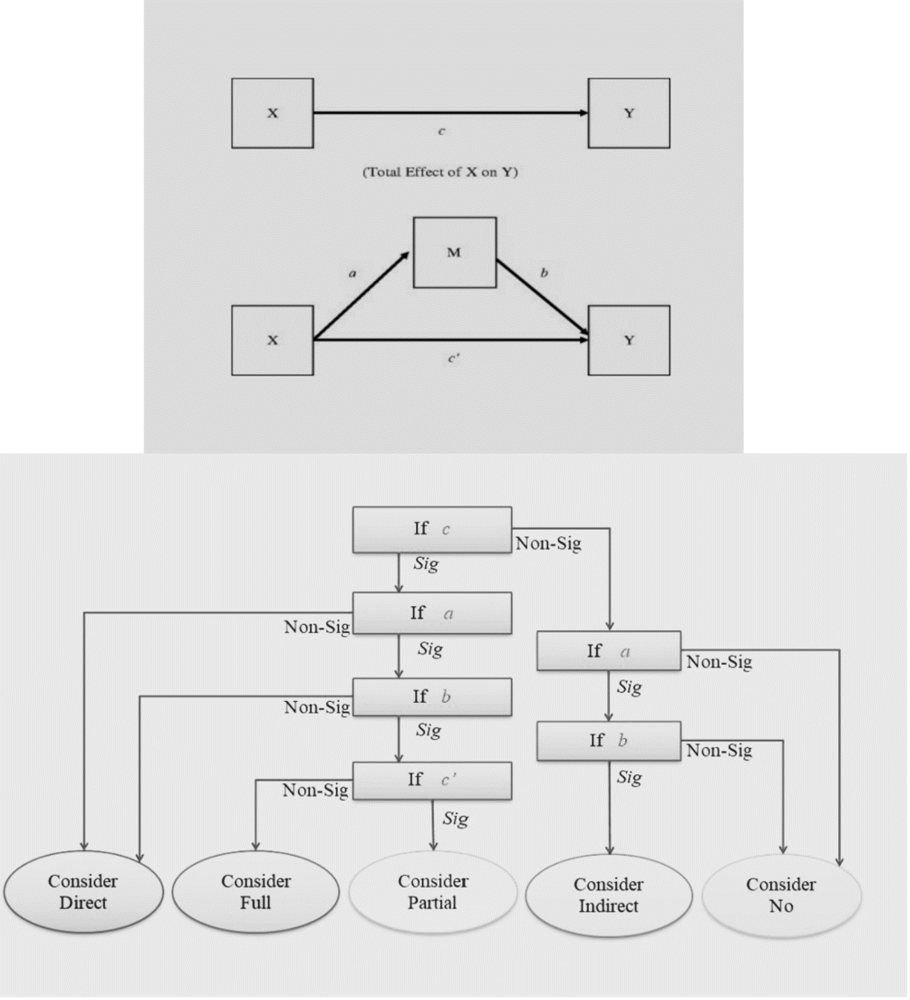 X
Y
c
(Total Effect of X on Y)
M
a
b
X
Y
c'
If c
Non-Sig
Sig
If a
Non-Sig
Sig
If a
Non-Sig
Sig
If b
Non-Sig
Sig
If b
Non-Sig
Sig
If c’
Non-Sig
Sig
Consider
Direct
Consider
Full
Consider
Partial
Consider
Indirect
Consider
No